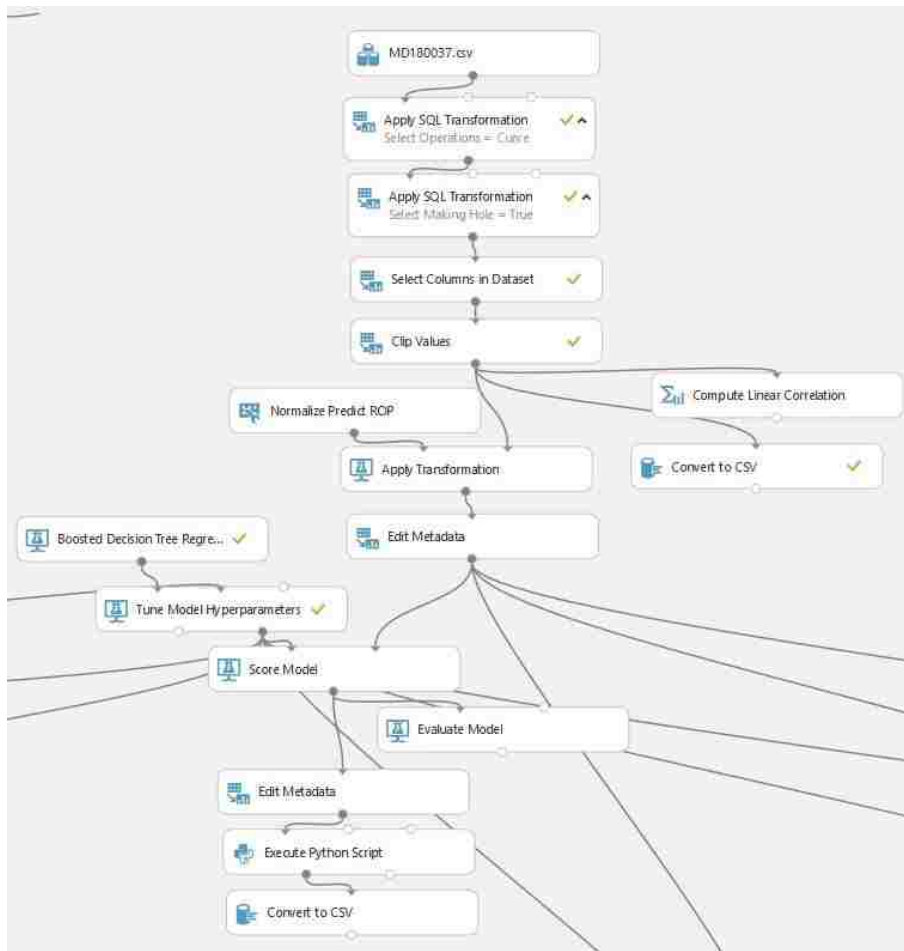 MD180037.csv
Apply SQL Transformation
Select Operations = Cuvre
Apply SQL Transformation
Select Making Hole = True
Select Columns in Dataset
Clip Values
Compute Linear Correlation
Normalize Predict ROP
Convert to CSV
Apply Transformation
Boosted Decision Tree Regre...
Edit Metadata
Tune Model Hyperparameters
Score Model
Evaluate Model
Edit Metadata
Execute Python Script
Convert to CSV